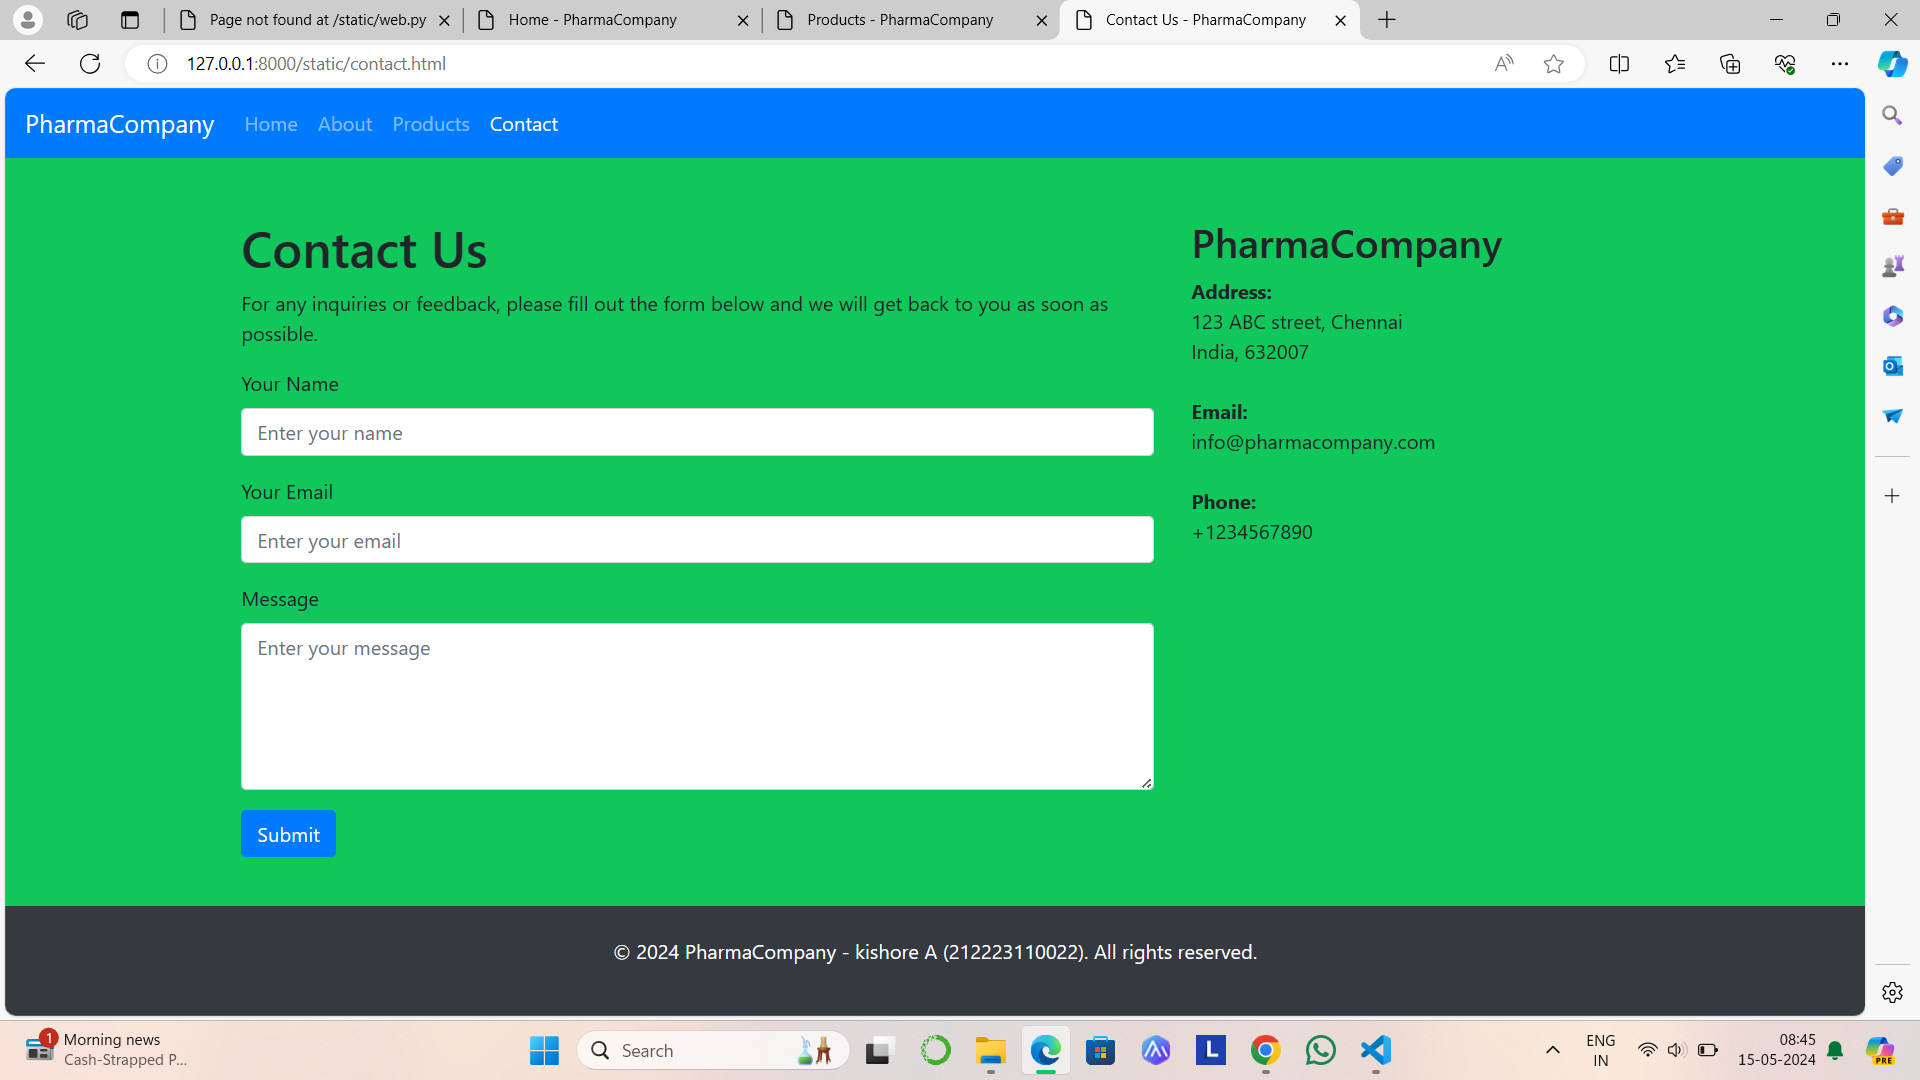 Page not found at /static/web.py
Home - PharmaCompany
Products - PharmaCompany
Contact Us - PharmaCompany
127.0.0.1:8000/static/contact.html
PharmaCompany
Home
About
Products
Contact
Contact Us
For any inquiries or feedback, please fill out the form below and we will get back to you as soon as
possible.
Your Name
Enter your name
Your Email
Enter your email
Message
Enter your message
Submit
PharmaCompany
Address:
123 ABC street, Chennai
India, 632007
Email:
info@pharmacompany.com
Phone:
+1234567890
© 2024 PharmaCompany - kishore A (212223110022). All rights reserved.
1
Morning news
Cash-Strapped P...
Search
L
ENG
IN
08:45
15-05-2024
PRE